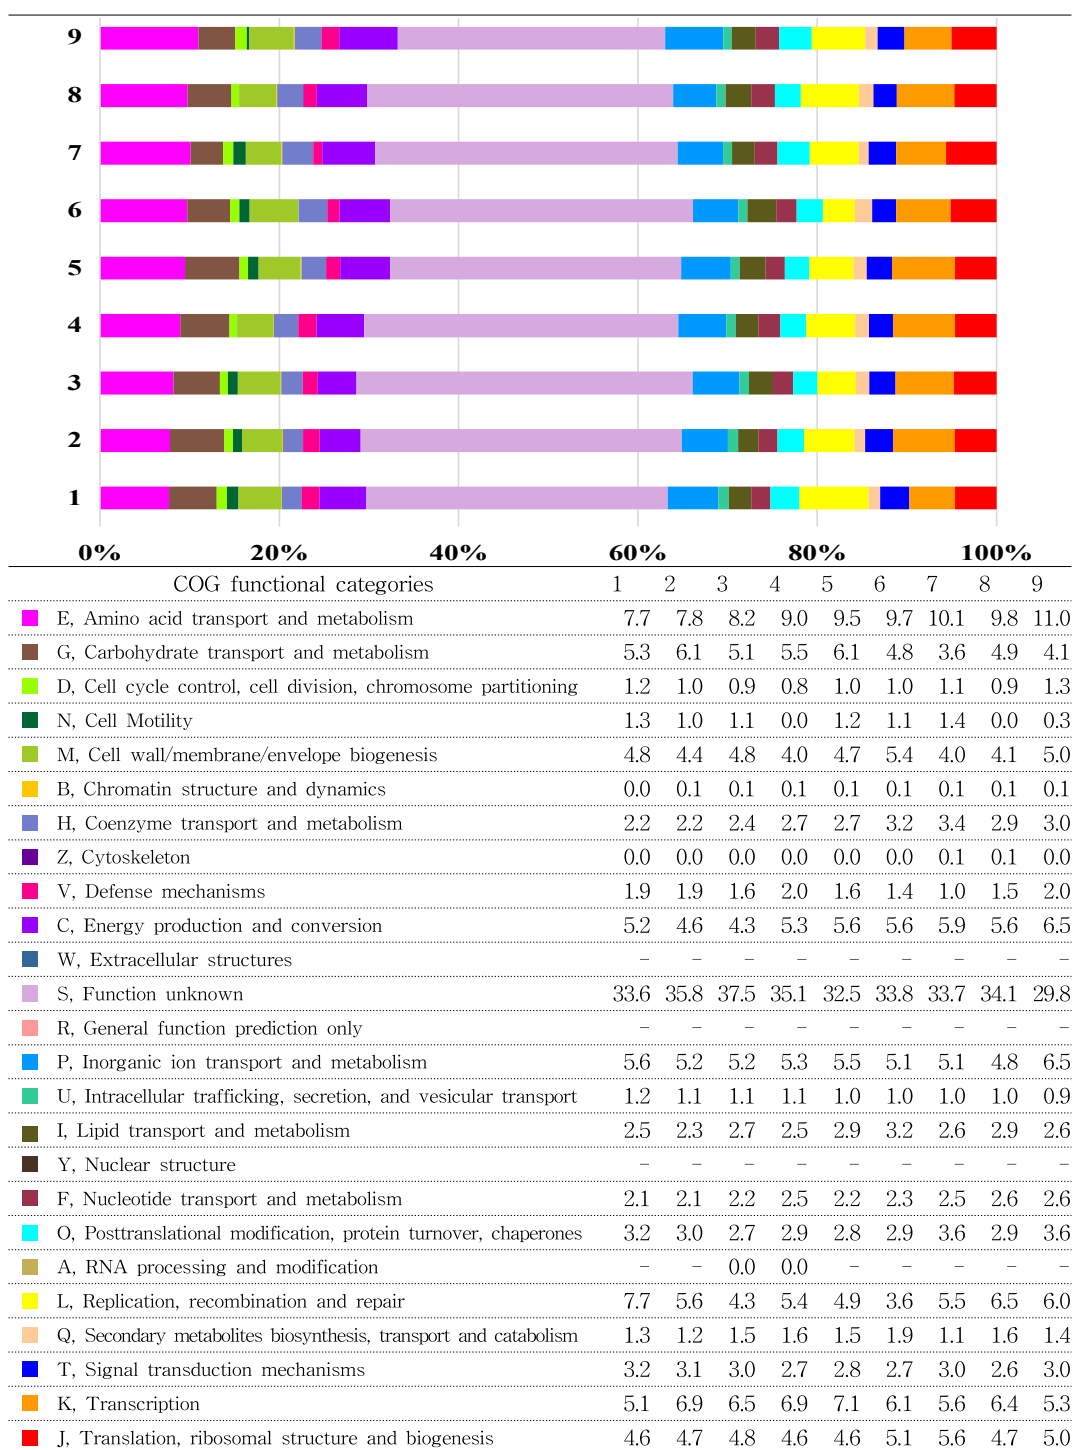 9
8
7
6
5
4
3
2
1
0% 20% 40% 60% 80% 100%
COG functional categories 1 2 3 4 5 6 7 8 9
E, Amino acid transport and metabolism 7.7 7.8 8.2 9.0 9.5 9.7 10.1 9.8 11.0
G, Carbohydrate transport and metabolism 5.3 6.1 5.1 5.5 6.1 4.8 3.6 4.9 4.1
D, Cell cycle control, cell division, chromosome partitioning 1.2 1.0 0.9 0.8 1.0 1.0 1.1 0.9 1.3
N, Cell Motility 1.3 1.0 1.1 0.0 1.2 1.1 1.4 0.0 0.3
M, Cell wall/membrane/envelope biogenesis 4.8 4.4 4.8 4.0 4.7 5.4 4.0 4.1 5.0
B, Chromatin structure and dynamics 0.0 0.1 0.1 0.1 0.1 0.1 0.1 0.1 0.1
H, Coenzyme transport and metabolism 2.2 2.2 2.4 2.7 2.7 3.2 3.4 2.9 3.0
Z, Cytoskeleton 0.0 0.0 0.0 0.0 0.0 0.0 0.1 0.1 0.0
V, Defense mechanisms 1.9 1.9 1.6 2.0 1.6 1.4 1.0 1.5 2.0
C, Energy production and conversion 5.2 4.6 4.3 5.3 5.6 5.6 5.9 5.6 6.5
W, Extracellular structures – – – – – – – – –
S, Function unknown 33.6 35.8 37.5 35.1 32.5 33.8 33.7 34.1 29.8
R, General function prediction only – – – – – – – – –
P, Inorganic ion transport and metabolism 5.6 5.2 5.2 5.3 5.5 5.1 5.1 4.8 6.5
U, Intracellular trafficking, secretion, and vesicular transport 1.2 1.1 1.1 1.1 1.0 1.0 1.0 1.0 0.9
I, Lipid transport and metabolism 2.5 2.3 2.7 2.5 2.9 3.2 2.6 2.9 2.6
Y, Nuclear structure – – – – – – – – –
F, Nucleotide transport and metabolism 2.1 2.1 2.2 2.5 2.2 2.3 2.5 2.6 2.6
O, Posttranslational modification, protein turnover, chaperones 3.2 3.0 2.7 2.9 2.8 2.9 3.6 2.9 3.6
A, RNA processing and modification – – 0.0 0.0 – – – – –
L, Replication, recombination and repair 7.7 5.6 4.3 5.4 4.9 3.6 5.5 6.5 6.0
Q, Secondary metabolites biosynthesis, transport and catabolism 1.3 1.2 1.5 1.6 1.5 1.9 1.1 1.6 1.4
T, Signal transduction mechanisms 3.2 3.1 3.0 2.7 2.8 2.7 3.0 2.6 3.0
K, Transcription 5.1 6.9 6.5 6.9 7.1 6.1 5.6 6.4 5.3
J, Translation, ribosomal structure and biogenesis 4.6 4.7 4.8 4.6 4.6 5.1 5.6 4.7 5.0